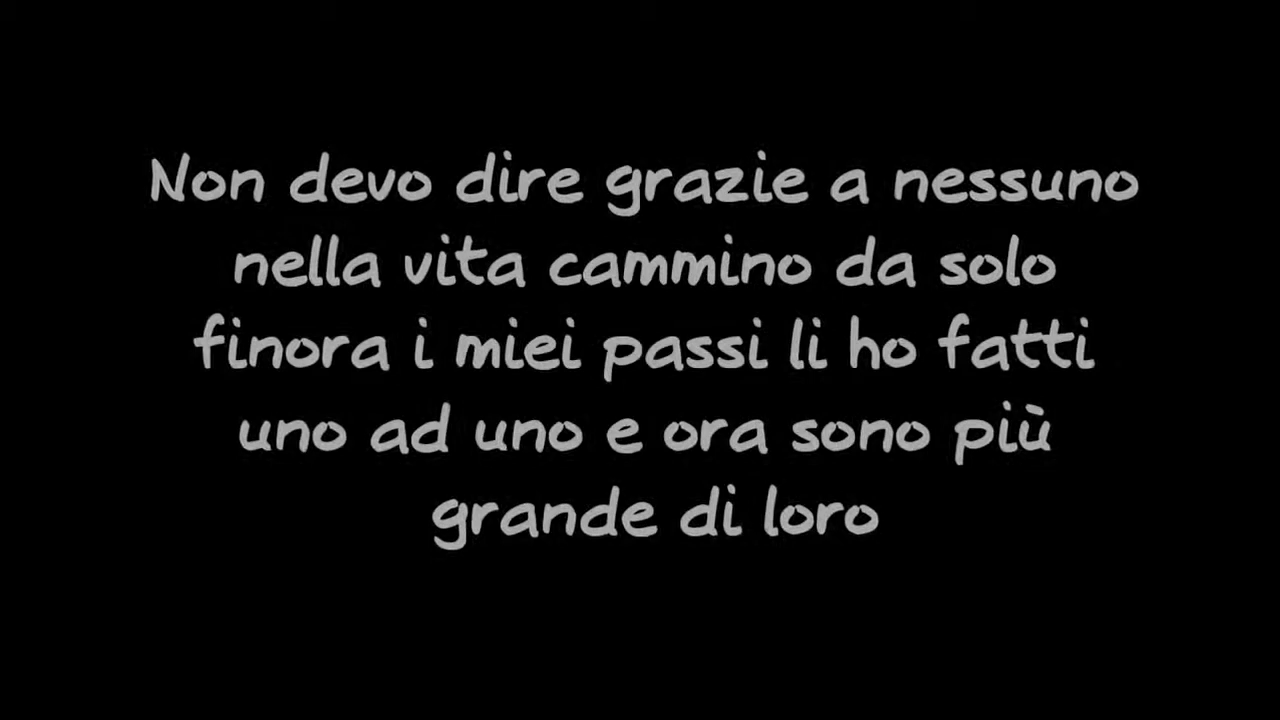 Non devo dire grazie a nessuno
nella vita cammino da solo
finora i miei passi li ho fatti
uno ad uno e ora sono più
grande di loro